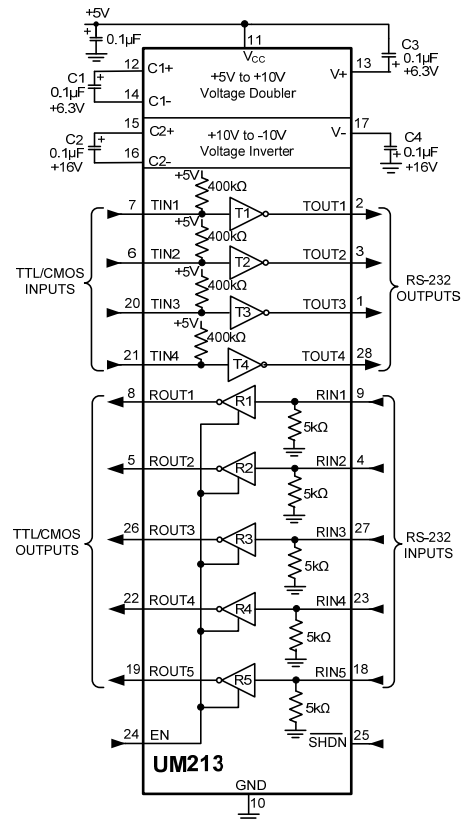 +5V
+
0.1µF
11
VCC
12 C1+
C1 +
0.1µF
+6.3V
14 C1-
+5V to +10V
Voltage Doubler
V+ 13
C3
0.1µF
+ +6.3V
15 C2+
C2 +
0.1µF
+16V
16 C2-
+10V to -10V
Voltage Inverter
V- 17
C4
0.1µF
+
+16V
+5V
400kΩ
7 TIN1 T1 TOUT1 2
+5V
400kΩ
6 TIN2 T2 TOUT2 3
+5V
400kΩ
20 TIN3 T3 TOUT3 1
+5V
400kΩ
21 TIN4 T4 TOUT4 28
TTL/CMOS
INPUTS
RS-232
OUTPUTS
8 ROUT1 R1 RIN1 9
5kΩ
5 ROUT2 R2 RIN2 4
5kΩ
26 ROUT3 R3 RIN3 27
5kΩ
22 ROUT4 R4 RIN4 23
5kΩ
19 ROUT5 R5 RIN5 18
5kΩ
TTL/CMOS
OUTPUTS
RS-232
INPUTS
24 EN
SHDN 25
UM213
GND
10